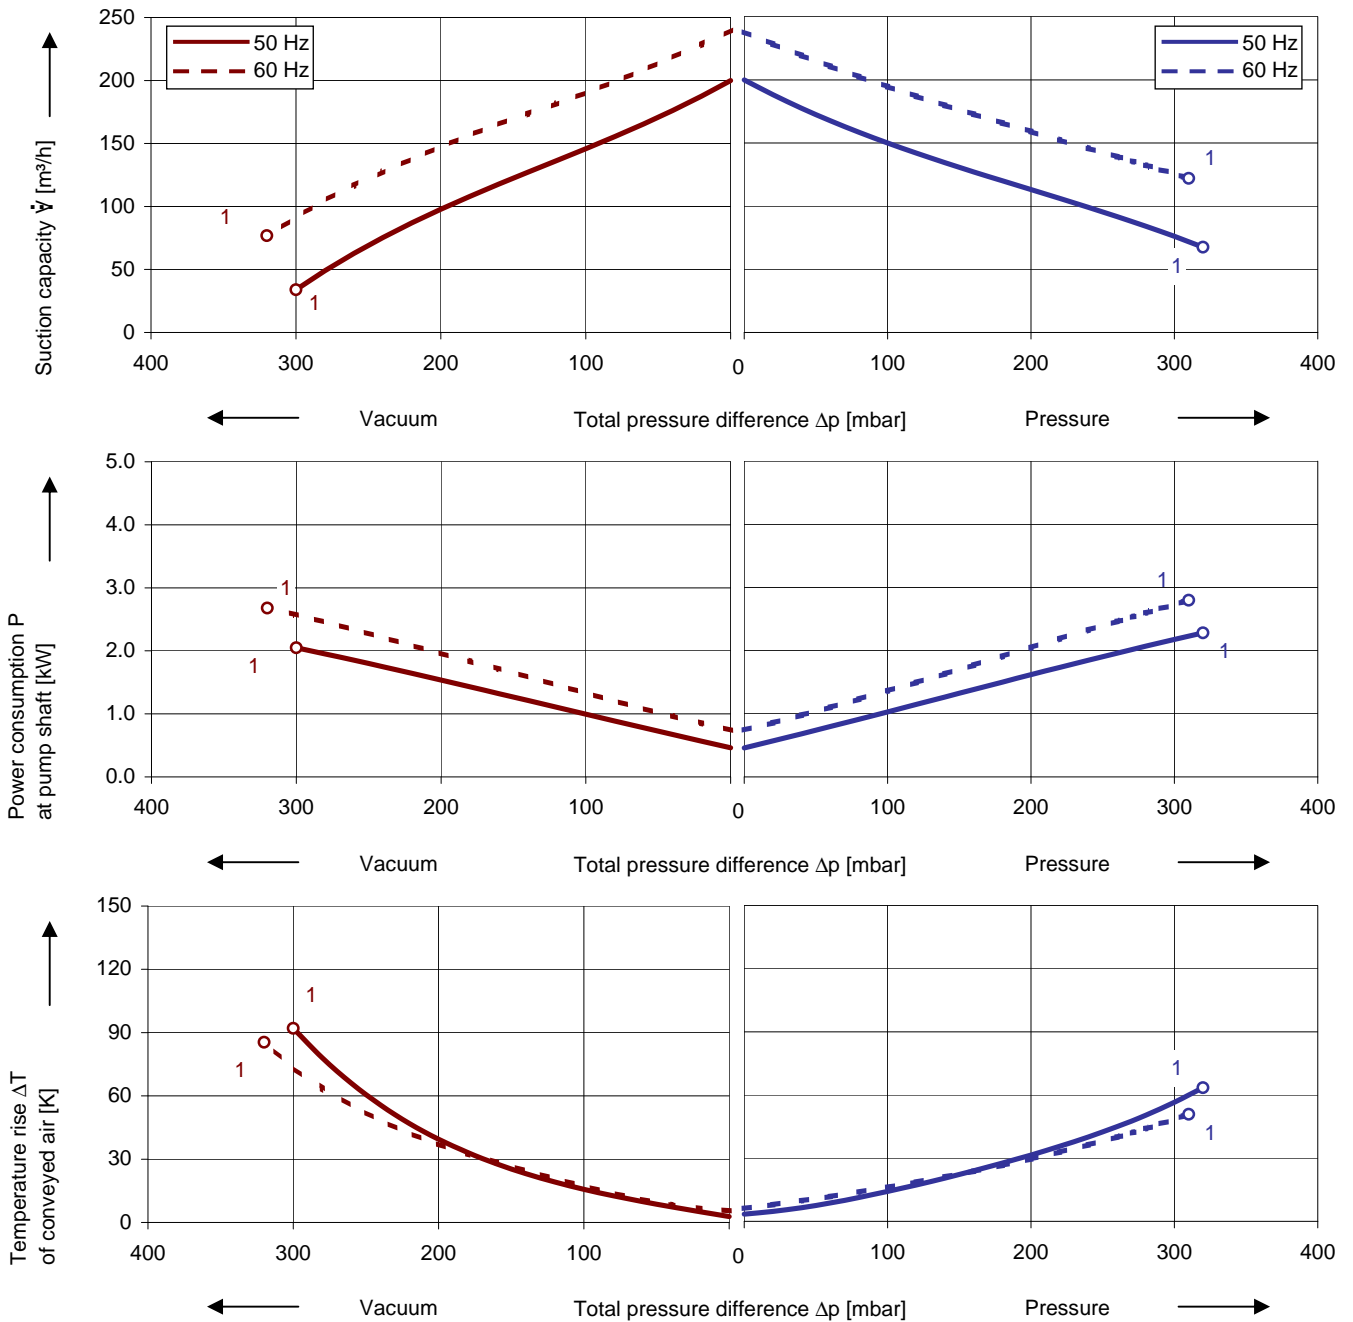 250
200
150
100
50
0
50 Hz
60 Hz
50 Hz
60 Hz
1
1
1
1
Suction capacity V̇ [m³/h]
400 300 200 100 0 100 200 300 400
Vacuum Total pressure difference Δp [mbar] Pressure
5.0
4.0
3.0
2.0
1.0
0.0
1
1
1
1
Power consumption P
at pump shaft [kW]
400 300 200 100 0 100 200 300 400
Vacuum Total pressure difference Δp [mbar] Pressure
150
120
90
60
30
0
1
1
1
1
Temperature rise ΔT
of conveyed air [K]
400 300 200 100 0 100 200 300 400
Vacuum Total pressure difference Δp [mbar] Pressure